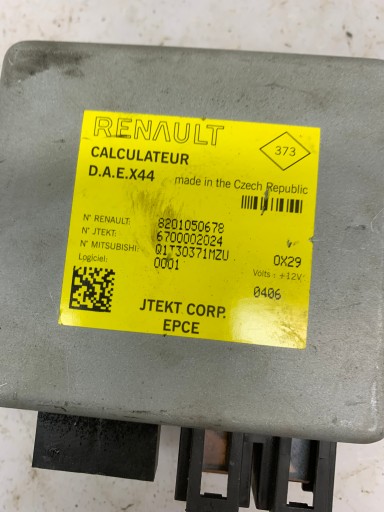 RENAULT
373
CALCULATEUR
D.A.E.X44 made in the Czech Republic
N° RENAULT: 8201050678
N° JTEKT: 6700002024
N° MITSUBISHI: Q1T30371MZU 0X29
Logiciel: 0001 Volts : +12V
0406
JTEKT CORP.
EPCE